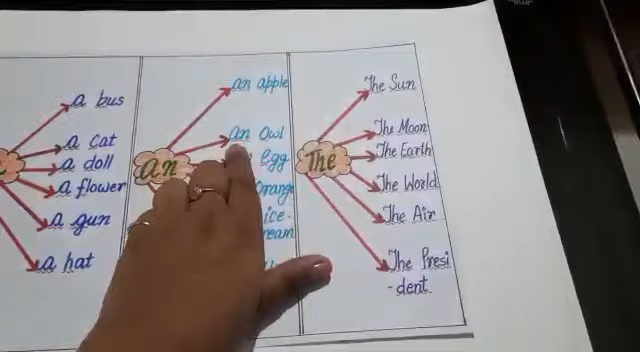 a bus
a cat
a doll
a flower
a gun
a hat
an
an apple
an Owl
Egg
Orange
ice-
ream
The
The Sun
The Moon
The Earth
The World
The Air
The Presi
-dent